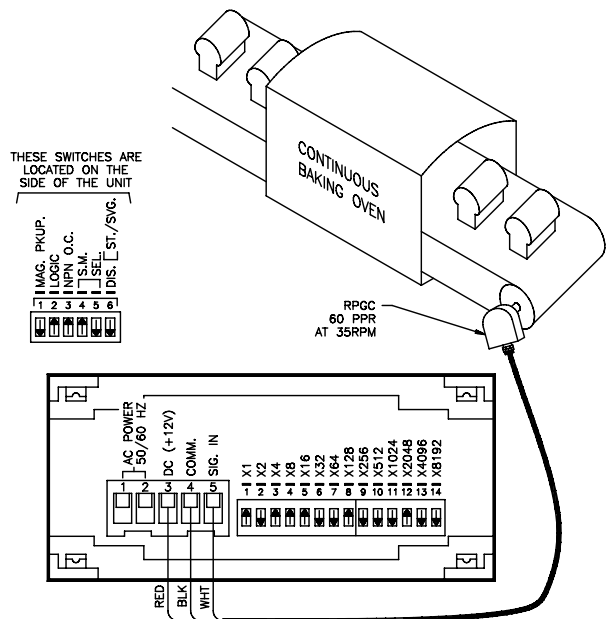 CONTINUOUS
BAKING OVEN
THESE SWITCHES ARE
LOCATED ON THE
SIDE OF THE UNIT
MAG. PKUP.
LOGIC
NPN O.C.
S.M.
SEL.
DIS.
ST./SVG.
1 2 3 4 5 6
RPGC
60 PPR
AT 35RPM
AC POWER
50/60 HZ
DC (+12V)
COMM.
SIG. IN
1 2 3 4 5
X1
X2
X4
X8
X16
X32
X64
X128
X256
X512
X1024
X2048
X4096
X8192
1 2 3 4 5 6 7 8 9 10 11 12 13 14
RED
BLK
WHT